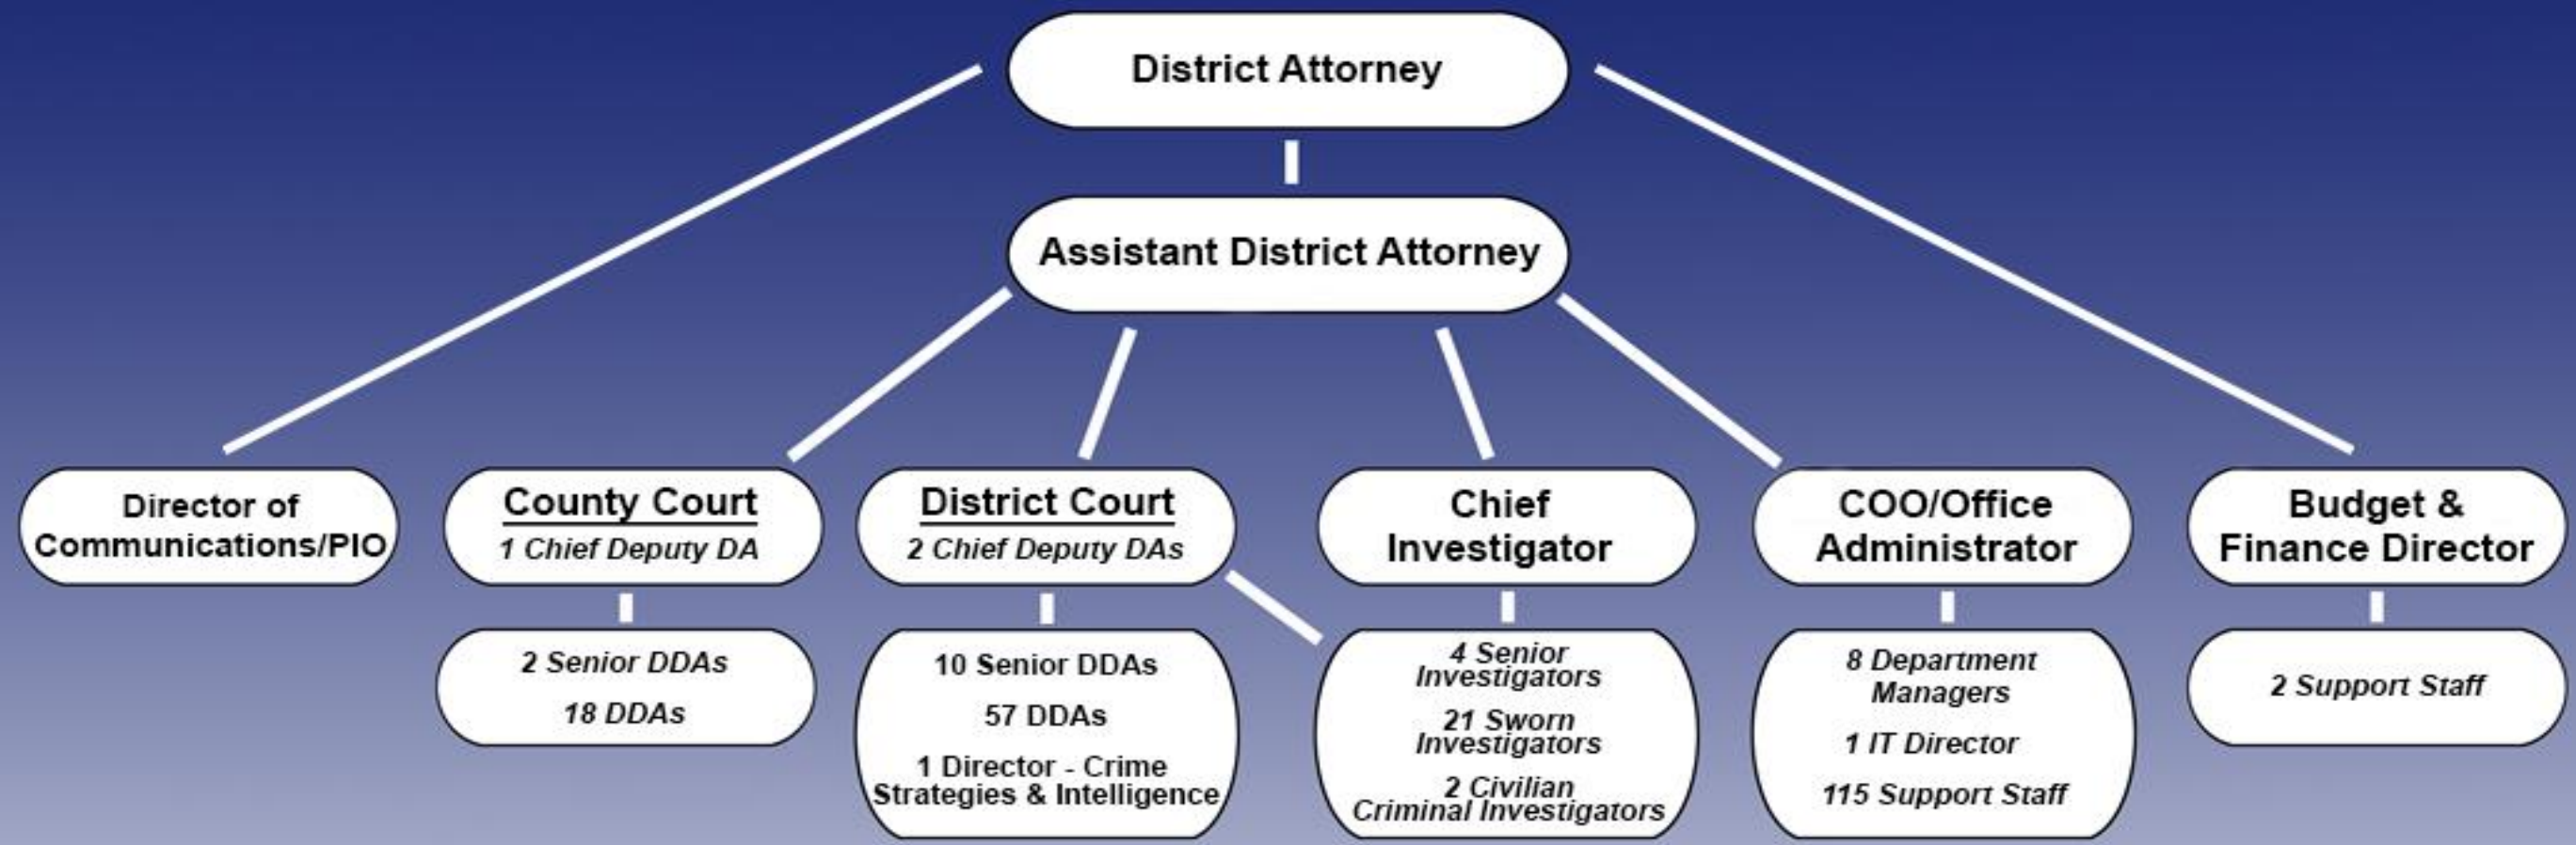 District Attorney
Assistant District Attorney
Director of
Communications/PIO
County Court
1 Chief Deputy DA
District Court
2 Chief Deputy DAs
Chief
Investigator
COO/Office
Administrator
Budget &
Finance Director
2 Senior DDAs
18 DDAs
10 Senior DDAs
57 DDAs
1 Director - Crime
Strategies & Intelligence
4 Senior
Investigators
21 Sworn
Investigators
2 Civilian
Criminal Investigators
8 Department
Managers
1 IT Director
115 Support Staff
2 Support Staff